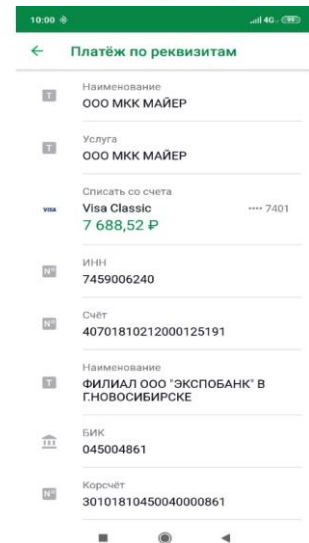 10:00
4G 99
Платёж по реквизитам
T
Наименование
ООО МКК МАЙЕР
T
Услуга
ООО МКК МАЙЕР
Списать со счета
VISA
Visa Classic
•••• 7401
7 688,52 ₽
ИНН
N°
7459006240
Счёт
N°
40701810212000125191
Наименование
T
ФИЛИАЛ ООО "ЭКСПОБАНК" В
Г.НОВОСИБИРСКЕ
БИК
045004861
Корсчёт
N°
30101810450040000861